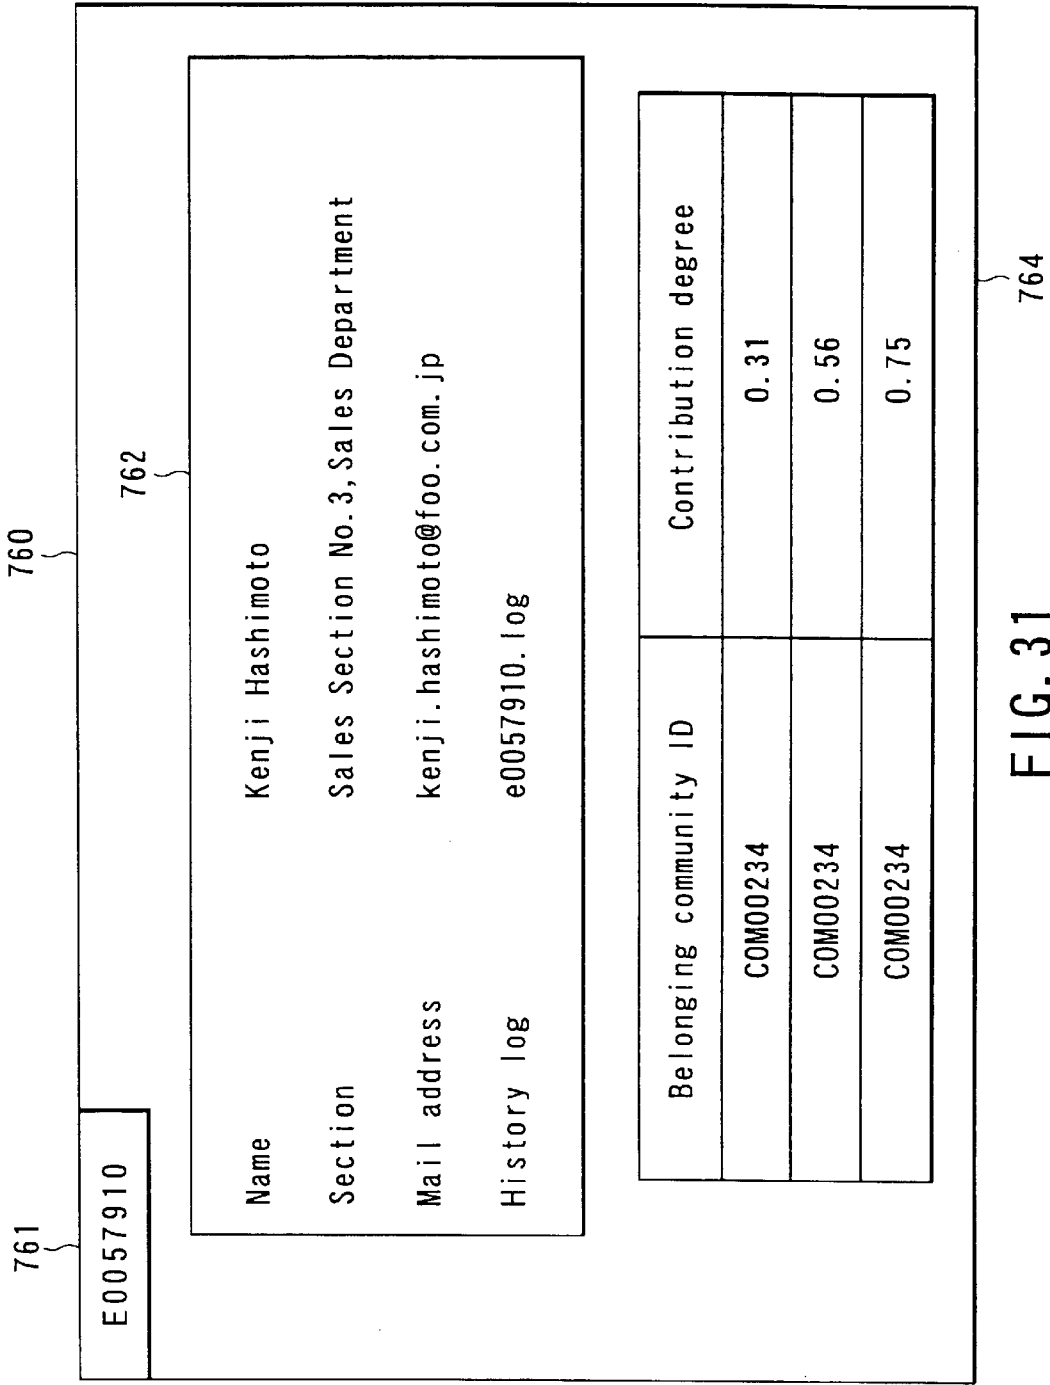 760
761
E0057910
762
Name Kenji Hashimoto
Section Sales Section No.3,Sales Department
Mail address kenji.hashimoto@foo.com.jp
History log e0057910.log
Belonging community ID Contribution degree
COM00234 0.31
COM00234 0.56
COM00234 0.75
764
FIG.31